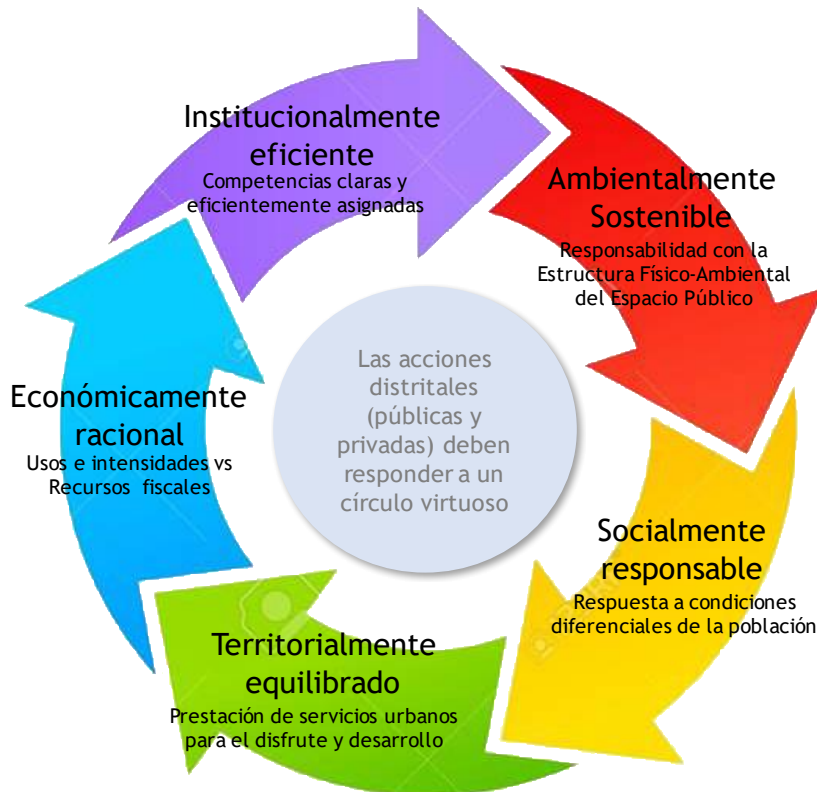 Institucionalmente
eficiente
Competencias claras y
eficientemente asignadas
Ambientalmente
Sostenible
Responsabilidad con la
Estructura Físico-Ambiental
del Espacio Público
Socialmente
responsable
Respuesta a condiciones
diferenciales de la población
Territorialmente
equilibrado
Prestación de servicios urbanos
para el disfrute y desarrollo
Económicamente
racional
Usos e intensidades vs
Recursos fiscales
Las acciones
distritales
(públicas y
privadas) deben
responder a un
círculo virtuoso